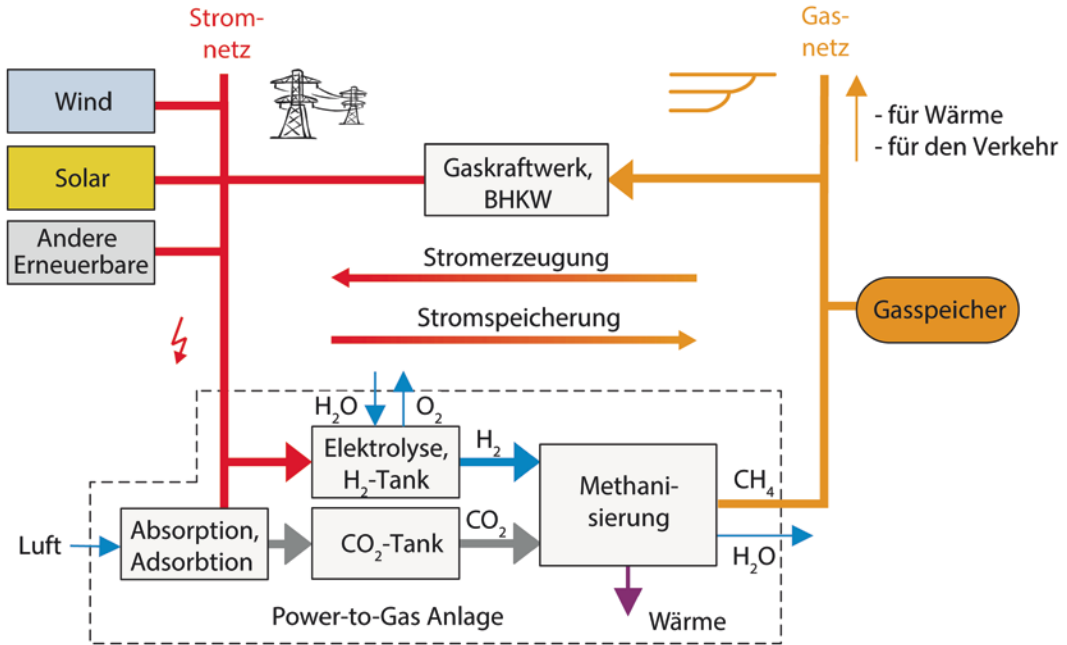 Strom-
netz
Gas-
netz
Wind
- für Wärme
- für den Verkehr
Solar
Gaskraftwerk,
BHKW
Andere
Erneuerbare
Stromerzeugung
Gasspeicher
Stromspeicherung
H₂O
O₂
Elektrolyse,
H₂-Tank
H₂
Methani-
sierung
CH₄
Luft
Absorption,
Adsorbtion
CO₂-Tank
CO₂
H₂O
Power-to-Gas Anlage
Wärme